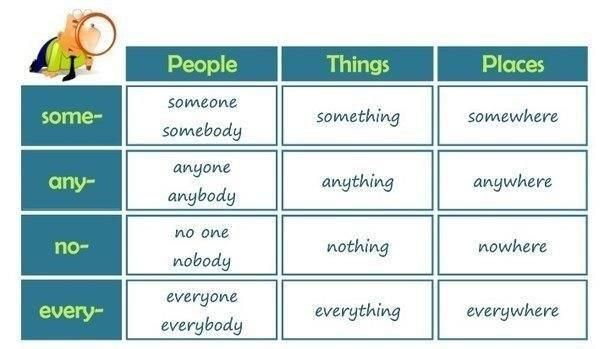 People Things Places
some-
someone
somebody
something
somewhere
any-
anyone
anybody
anything
anywhere
no-
no one
nobody
nothing
nowhere
every-
everyone
everybody
everything
everywhere